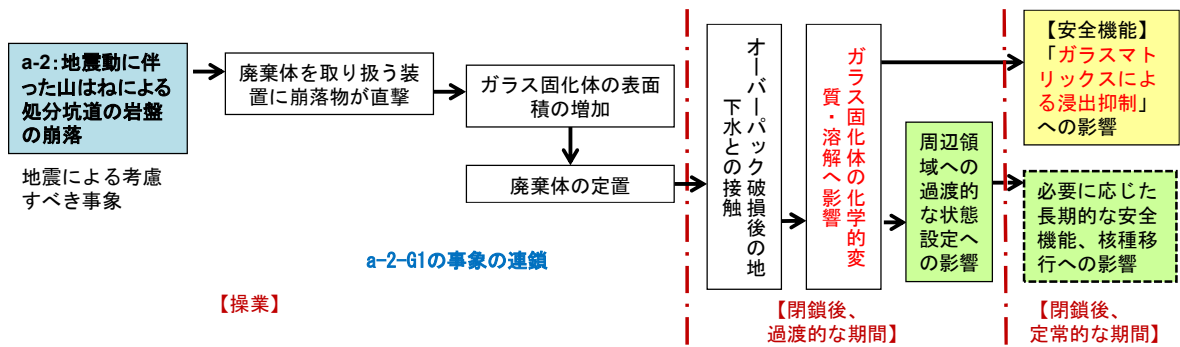 a-2:地震動に伴
った山はねによる
処分坑道の岩盤
の崩落
地震による考慮
すべき事象
廃棄体を取り扱う装
置に崩落物が直撃
ガラス固化体の表面
積の増加
廃棄体の定置
a-2-G1の事象の連鎖
【操業】
オーバーパック破損後の地
下水との接触
ガラス固化体の化学的変
質・溶解へ影響
周辺領
域への
過渡的
な状態
設定へ
の影響
【閉鎖後、
過渡的な期間】
【安全機能】
「ガラスマト
リックスによ
る浸出抑制」
への影響
必要に応じた
長期的な安全
機能、核種移
行への影響
【閉鎖後、
定常的な期間】